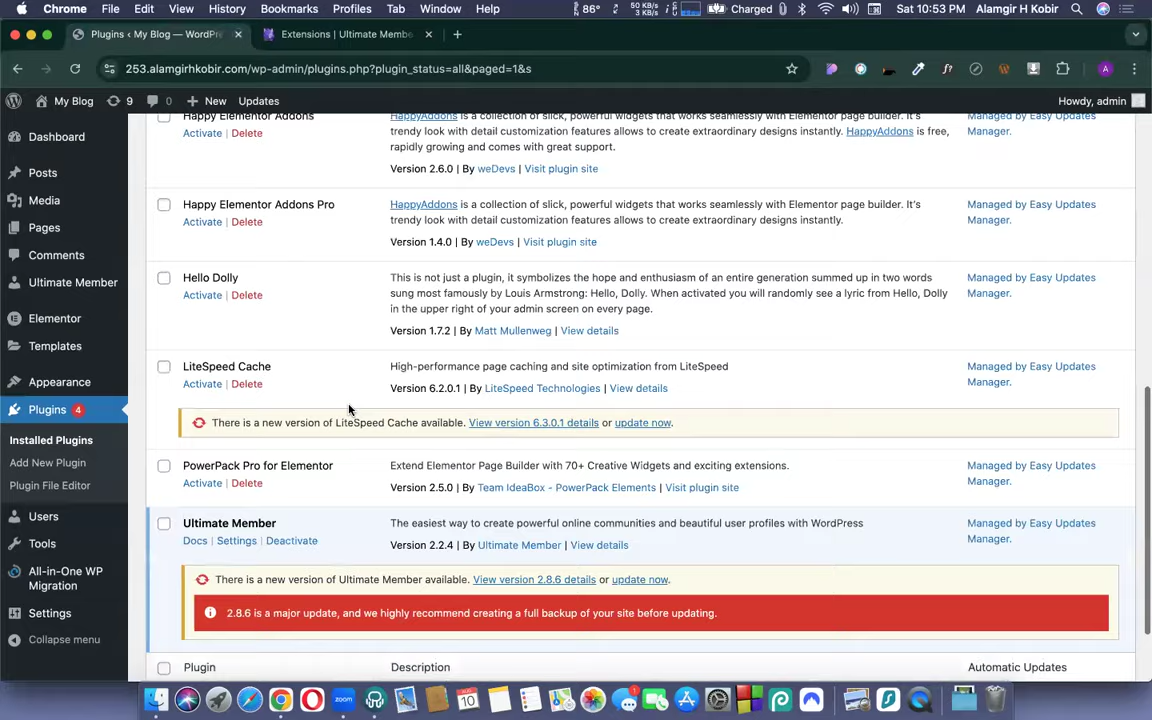 Chrome File Edit View History Bookmarks Profiles Tab Window Help 86° 50 KB/s 3 KB/s Charged Sat 10:53 PM Alamgir H Kobir
Plugins ‹ My Blog — WordPre Extensions | Ultimate Membe
253.alamgirhkobir.com/wp-admin/plugins.php?plugin_status=all&paged=1&s
My Blog 9 0 New Updates Howdy, admin
Dashboard
Posts
Media
Pages
Comments
Ultimate Member
Elementor
Templates
Appearance
Plugins 4
Installed Plugins
Add New Plugin
Plugin File Editor
Users
Tools
All-in-One WP
Migration
Settings
Collapse menu
Happy Elementor Addons
Activate | Delete
HappyAddons is a collection of slick, powerful widgets that works seamlessly with Elementor page builder. It's
trendy look with detail customization features allows to create extraordinary designs instantly. HappyAddons is free,
rapidly growing and comes with great support.
Version 2.6.0 | By weDevs | Visit plugin site
Managed by Easy Updates
Manager.
Happy Elementor Addons Pro
Activate | Delete
HappyAddons is a collection of slick, powerful widgets that works seamlessly with Elementor page builder. It's
trendy look with detail customization features allows to create extraordinary designs instantly.
Version 1.4.0 | By weDevs | Visit plugin site
Managed by Easy Updates
Manager.
Hello Dolly
Activate | Delete
This is not just a plugin, it symbolizes the hope and enthusiasm of an entire generation summed up in two words
sung most famously by Louis Armstrong: Hello, Dolly. When activated you will randomly see a lyric from Hello, Dolly
in the upper right of your admin screen on every page.
Version 1.7.2 | By Matt Mullenweg | View details
Managed by Easy Updates
Manager.
LiteSpeed Cache
Activate | Delete
High-performance page caching and site optimization from LiteSpeed
Version 6.2.0.1 | By LiteSpeed Technologies | View details
Managed by Easy Updates
Manager.
There is a new version of LiteSpeed Cache available. View version 6.3.0.1 details or update now.
PowerPack Pro for Elementor
Activate | Delete
Extend Elementor Page Builder with 70+ Creative Widgets and exciting extensions.
Version 2.5.0 | By Team IdeaBox - PowerPack Elements | Visit plugin site
Managed by Easy Updates
Manager.
Ultimate Member
Docs | Settings | Deactivate
The easiest way to create powerful online communities and beautiful user profiles with WordPress
Version 2.2.4 | By Ultimate Member | View details
Managed by Easy Updates
Manager.
There is a new version of Ultimate Member available. View version 2.8.6 details or update now.
2.8.6 is a major update, and we highly recommend creating a full backup of your site before updating.
Plugin Description Automatic Updates
zoom
10